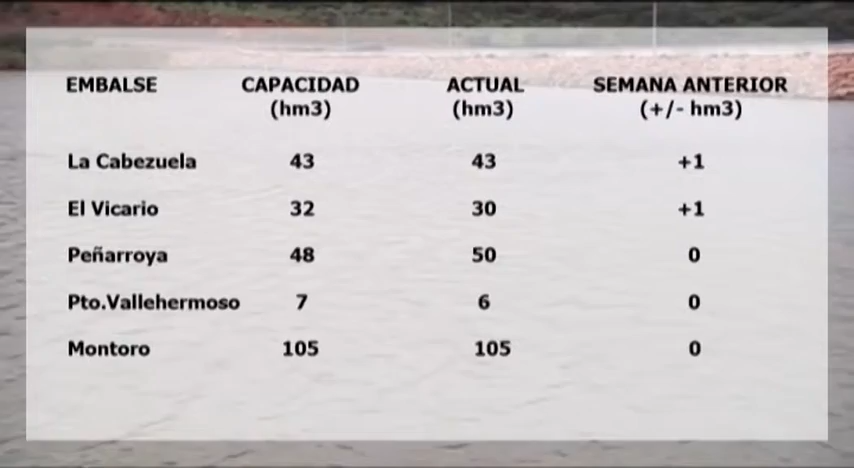 EMBALSE CAPACIDAD ACTUAL SEMANA ANTERIOR
(hm3) (hm3) (+/- hm3)
La Cabezuela 43 43 +1
El Vicario 32 30 +1
Peñarroya 48 50 0
Pto.Vallehermoso 7 6 0
Montoro 105 105 0